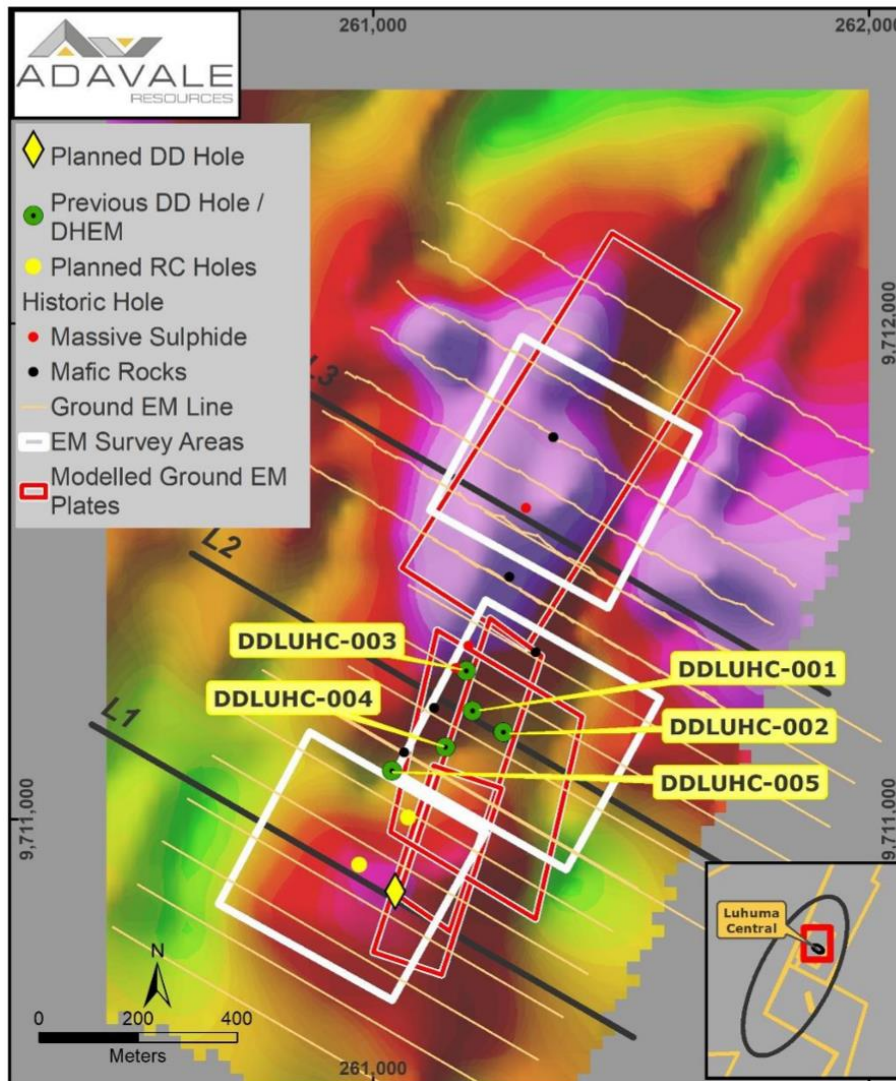 261,000
262,000
ADAVALE
RESOURCES
Planned DD Hole
Previous DD Hole /
DHEM
Planned RC Holes
Historic Hole
Massive Sulphide
Mafic Rocks
Ground EM Line
EM Survey Areas
Modelled Ground EM
Plates
9,712,000
L3
L2
DDLUHC-003
DDLUHC-001
DDLUHC-004
DDLUHC-002
L1
DDLUHC-005
9,711,000
9,711,000
Luhuma
Central
N
0 200 400
Meters
261,000